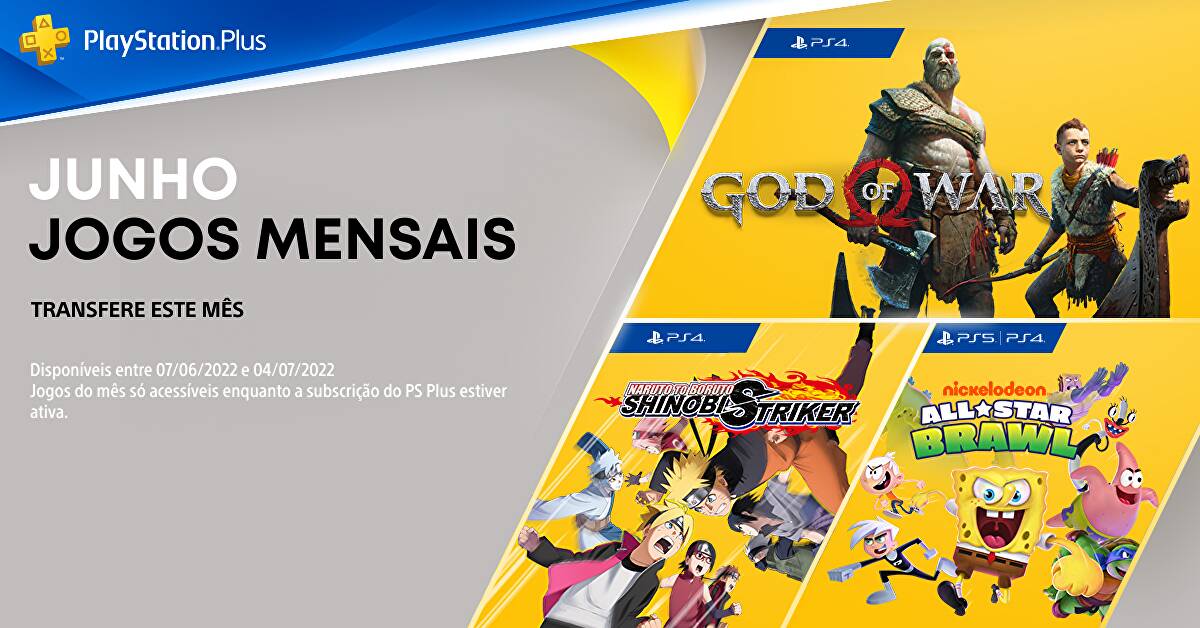 PlayStation.Plus
JUNHO
JOGOS MENSAIS
TRANSFERE ESTE MÊS
Disponíveis entre 07/06/2022 e 04/07/2022
Jogos do mês só acessíveis enquanto a subscrição do PS Plus estiver
ativa.
PS4
GOD OF WAR
PS4
NARUTO TO BORUTO
SHINOBI STRIKER
PS5 | PS4
nickelodeon
ALL★STAR
BRAWL